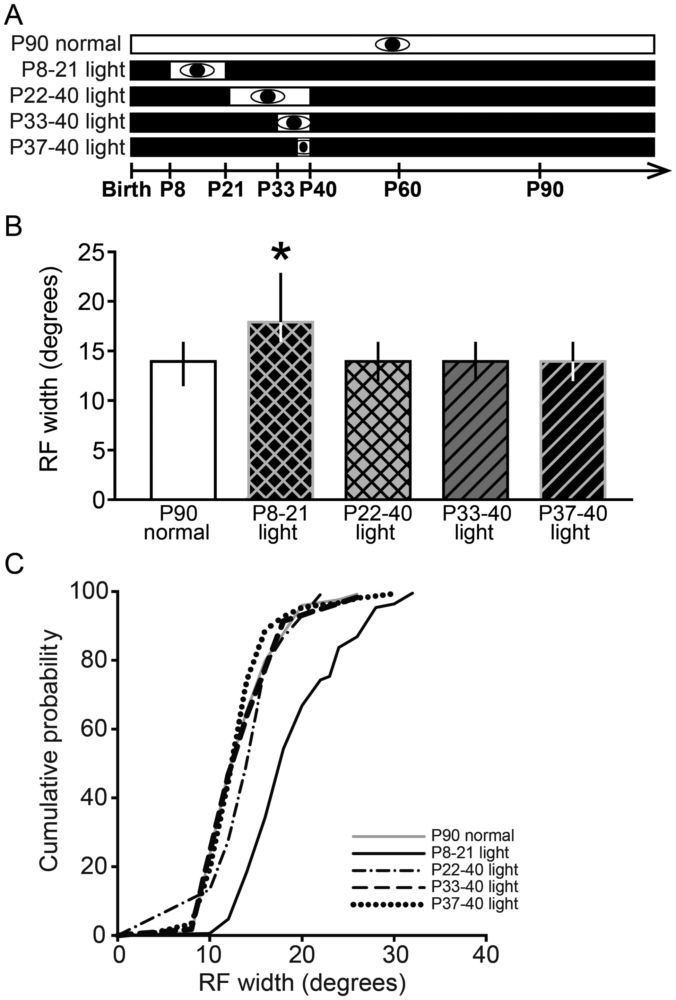 A
P90 normal
P8-21 light
P22-40 light
P33-40 light
P37-40 light
Birth P8 P21 P33 P40 P60 P90
B
RF width (degrees)
25
20
15
10
5
0
*
P90 normal
P8-21 light
P22-40 light
P33-40 light
P37-40 light
C
Cumulative probability
100
80
60
40
20
0
0 10 20 30 40
RF width (degrees)
P90 normal
P8-21 light
P22-40 light
P33-40 light
P37-40 light